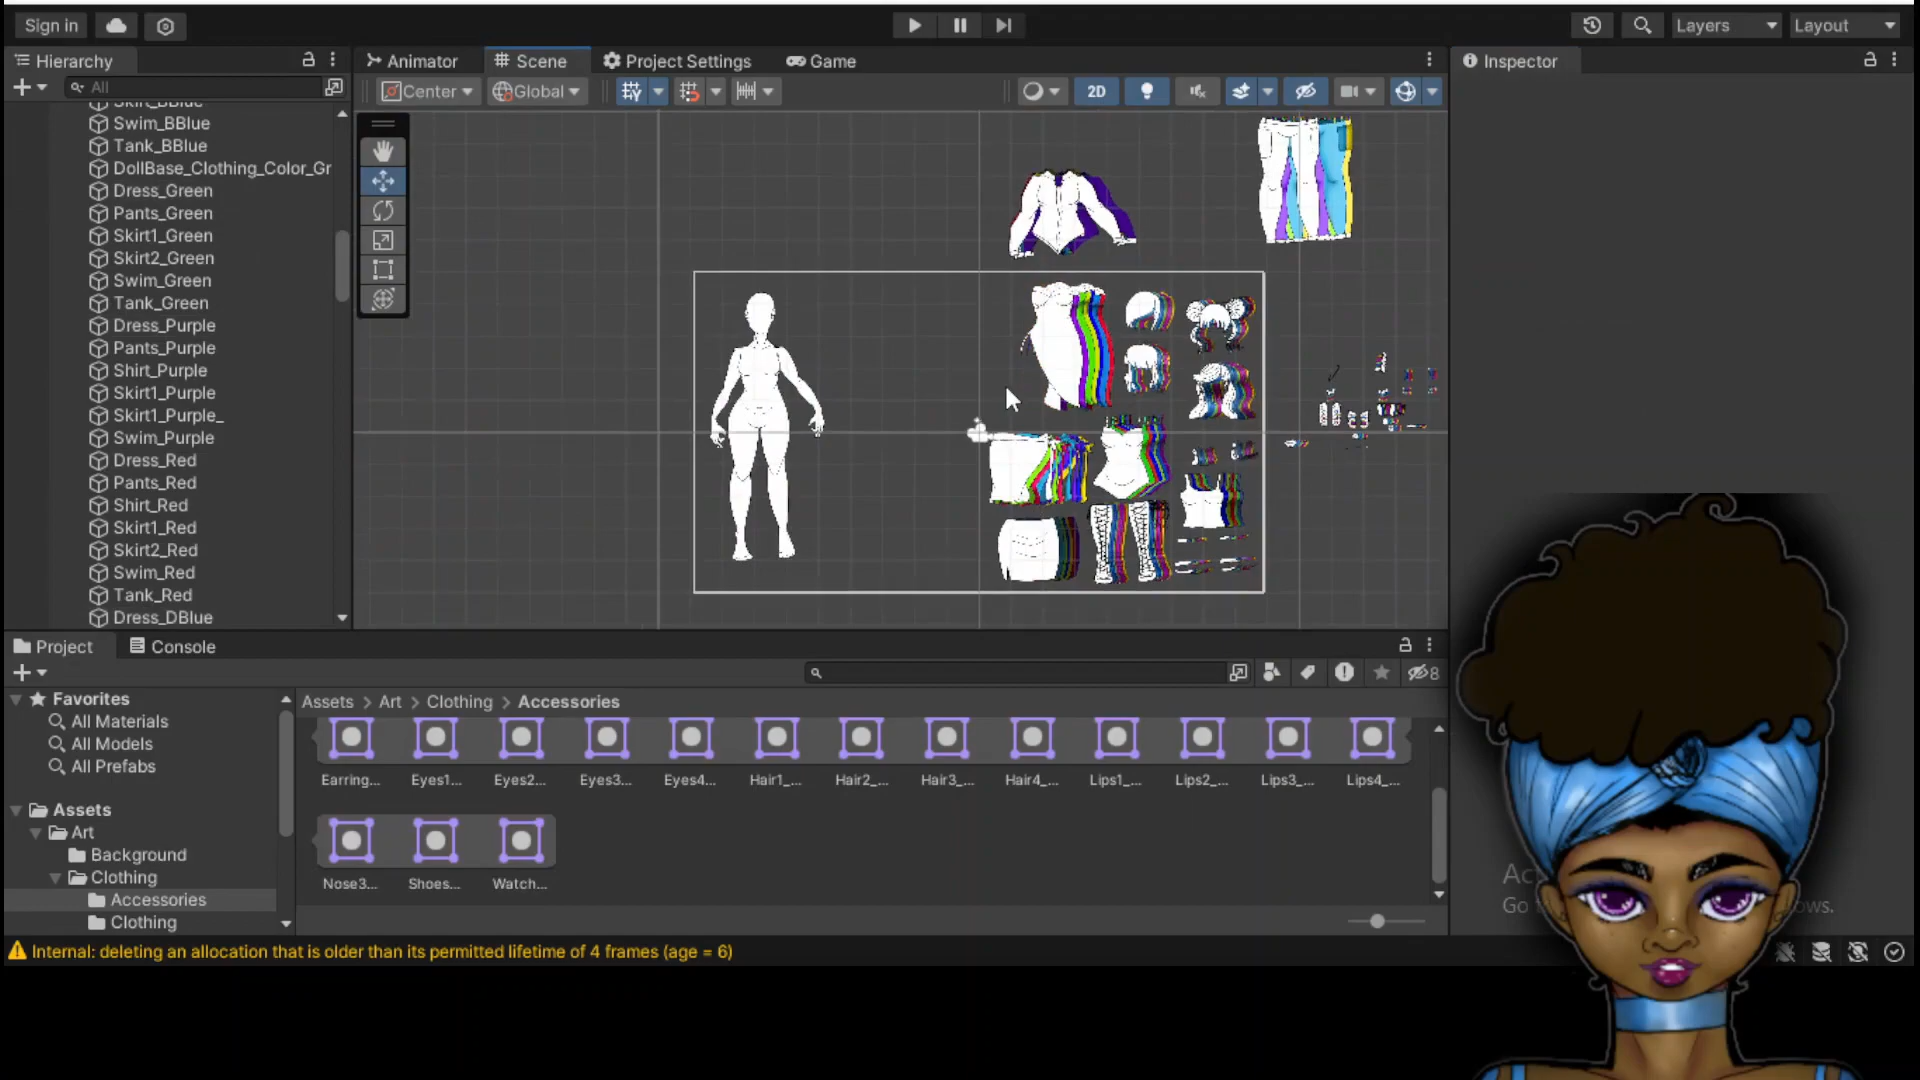 Sign in
Layers
Layout
Hierarchy
Animator
Scene
Project Settings
Game
Inspector
All
Center
Global
2D
Skirt_BBlue
Swim_BBlue
Tank_BBlue
DollBase_Clothing_Color_Gr
Dress_Green
Pants_Green
Skirt1_Green
Skirt2_Green
Swim_Green
Tank_Green
Dress_Purple
Pants_Purple
Shirt_Purple
Skirt1_Purple
Skirt1_Purple_
Swim_Purple
Dress_Red
Pants_Red
Shirt_Red
Skirt1_Red
Skirt2_Red
Swim_Red
Tank_Red
Dress_DBlue
Project
Console
8
Favorites
All Materials
All Models
All Prefabs
Assets
Art
Background
Clothing
Accessories
Clothing
Assets > Art > Clothing > Accessories
Earring...
Eyes1...
Eyes2...
Eyes3...
Eyes4...
Hair1_...
Hair2_...
Hair3_...
Hair4_...
Lips1_...
Lips2_...
Lips3_...
Lips4_...
Nose3...
Shoes...
Watch...
Go
ows.
Internal: deleting an allocation that is older than its permitted lifetime of 4 frames (age = 6)